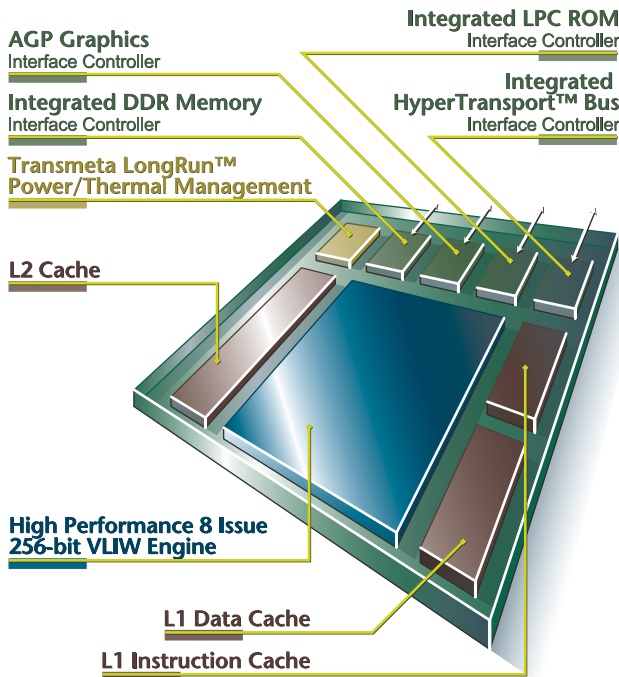 AGP Graphics
Interface Controller
Integrated DDR Memory
Interface Controller
Transmeta LongRun™
Power/Thermal Management
L2 Cache
Integrated LPC ROM
Interface Controller
Integrated
HyperTransport™ Bus
Interface Controller
High Performance 8 Issue
256-bit VLIW Engine
L1 Data Cache
L1 Instruction Cache